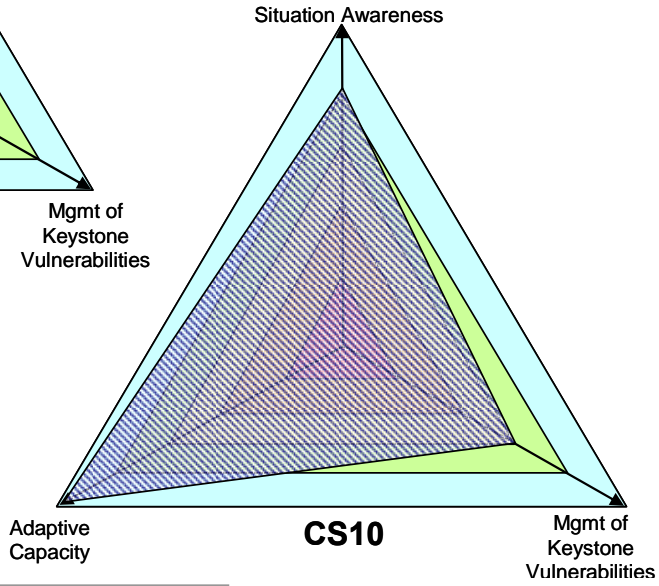 Situation Awareness
Mgmt of
Keystone
Vulnerabilities
Adaptive
Capacity
CS10
Mgmt of
Keystone
Vulnerabilities